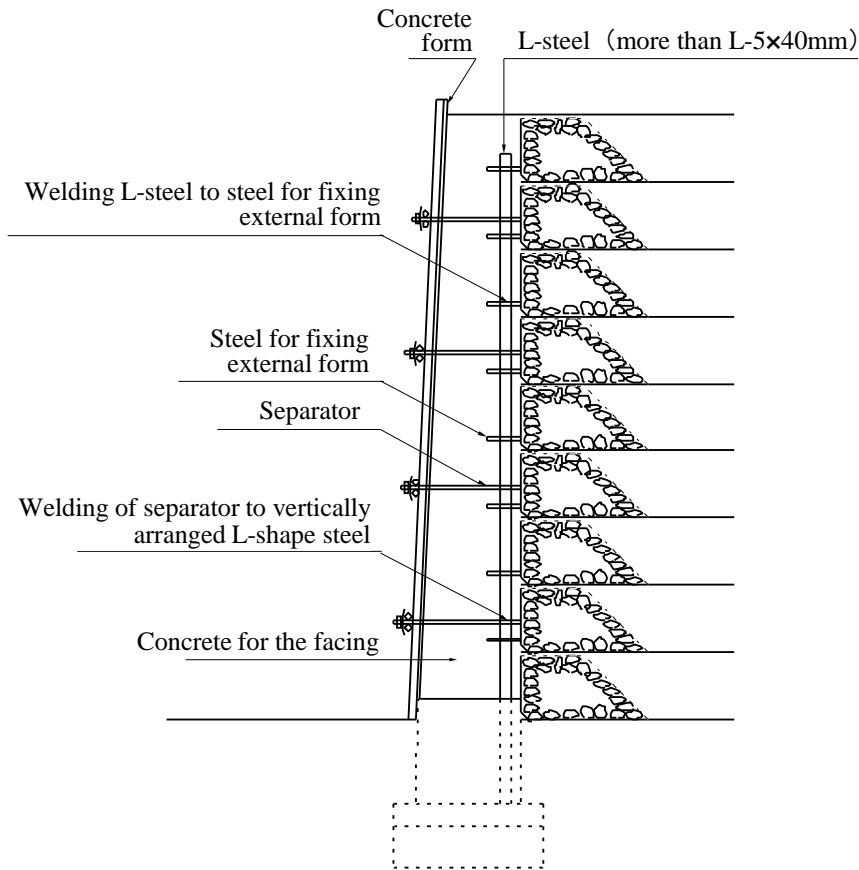 Concrete
form
L-steel（more than L-5×40mm）
Welding L-steel to steel for fixing
external form
Steel for fixing
external form
Separator
Welding of separator to vertically
arranged L-shape steel
Concrete for the facing